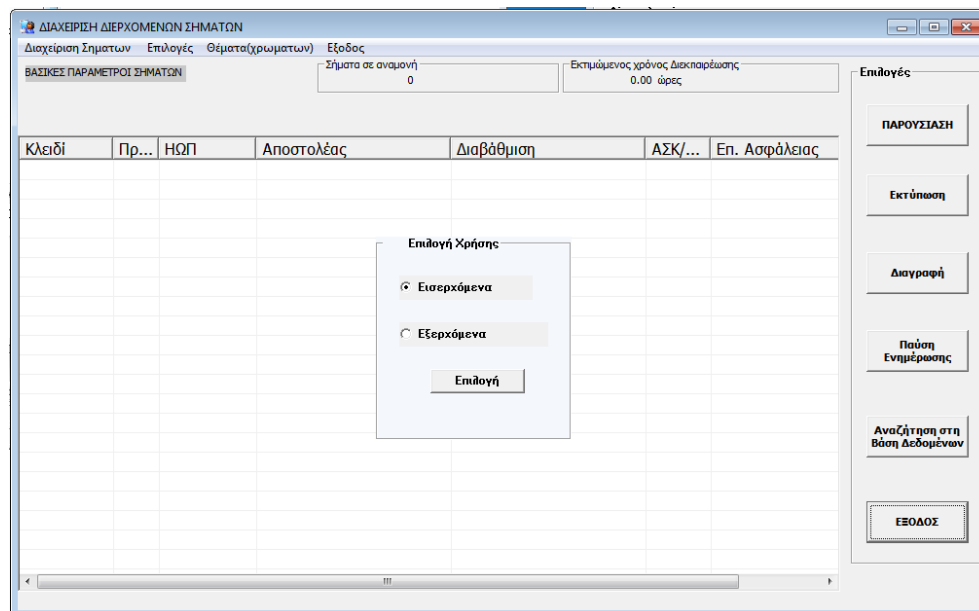 ΔΙΑΧΕΙΡΙΣΗ ΔΙΕΡΧΟΜΕΝΩΝ ΣΗΜΑΤΩΝ
Διαχείριση Σηματων Επιλογές Θέματα(χρωματων) Εξοδος
ΒΑΣΙΚΕΣ ΠΑΡΑΜΕΤΡΟΙ ΣΗΜΑΤΩΝ
Σήματα σε αναμονή
0
Εκτιμώμενος χρόνος Διεκπαιρέωσης
0.00 ώρες
Κλειδί Πρ... ΗΩΠ Αποστολέας Διαβάθμιση ΑΣΚ/... Επ. Ασφάλειας
Επιλογή Χρήσης
Εισερχόμενα
Εξερχόμενα
Επιλογή
Επιλογές
ΠΑΡΟΥΣΙΑΣΗ
Εκτύπωση
Διαγραφή
Παύση
Ενημέρωσης
Αναζήτηση στη
Βάση Δεδομένων
ΕΞΟΔΟΣ